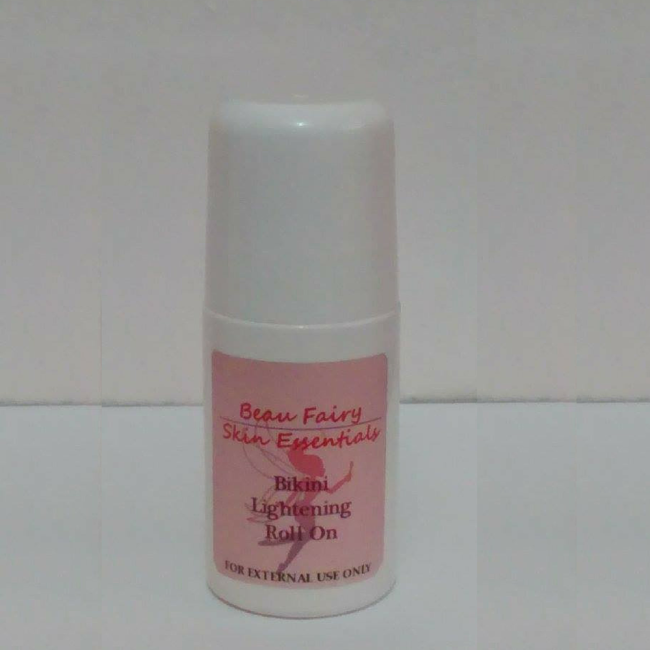 Beau Fairy
Skin Essentials
Bikini
Lightening
Roll On
FOR EXTERNAL USE ONLY